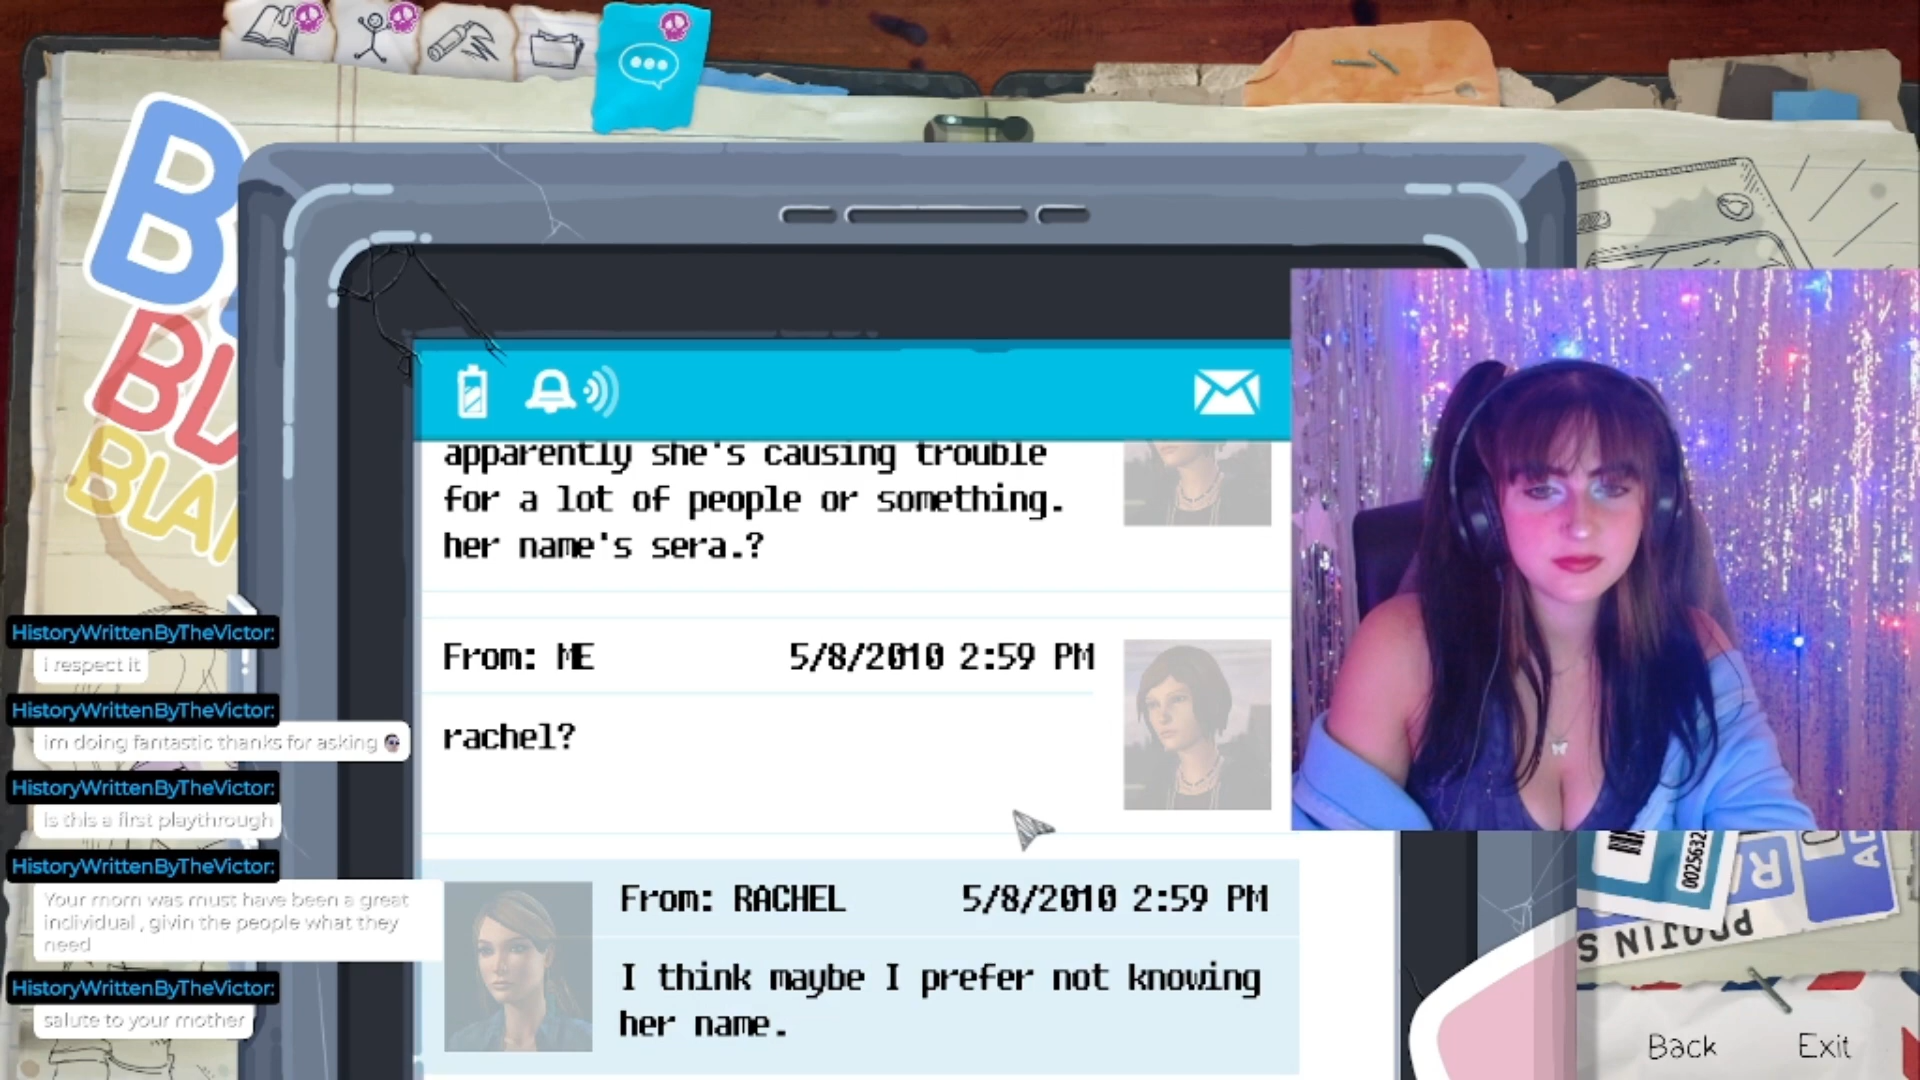 apparently she's causing trouble
for a lot of people or something.
her name's sera.?
From: ME 5/8/2010 2:59 PM
rachel?
From: RACHEL 5/8/2010 2:59 PM
I think maybe I prefer not knowing
her name.
HistoryWrittenByTheVictor:
i respect it
HistoryWrittenByTheVictor:
im doing fantastic thanks for asking
HistoryWrittenByTheVictor:
is this a first playthrough
HistoryWrittenByTheVictor:
Your mom was must have been a great
individual , givin the people what they
need
HistoryWrittenByTheVictor:
salute to your mother
0025632
Back Exit